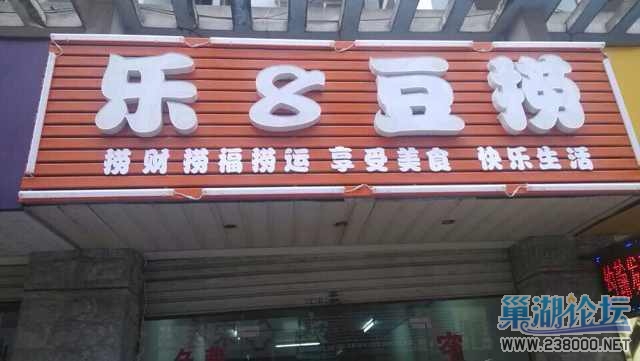 乐&豆捞
捞财捞福捞运 享受美食 快乐生活
巢湖论坛
www.238000.NET